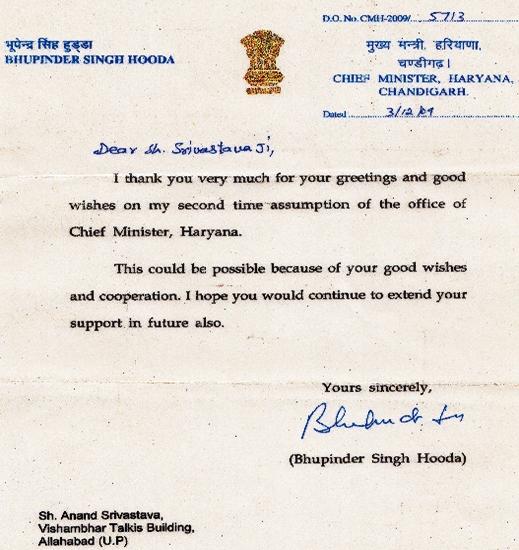 D.O. No. CMH-2009/ 5713
भूपेन्द्र सिंह हुड्डा
BHUPINDER SINGH HOODA
मुख्य मन्त्री, हरियाणा,
चण्डीगढ़।
CHIEF MINISTER, HARYANA,
CHANDIGARH.
Dated 3/12/09
Dear Sh. Srivastava Ji,
I thank you very much for your greetings and good
wishes on my second time assumption of the office of
Chief Minister, Haryana.
This could be possible because of your good wishes
and cooperation. I hope you would continue to extend your
support in future also.
Yours sincerely,
(Bhupinder Singh Hooda)
Sh. Anand Srivastava,
Vishambhar Talkis Building,
Allahabad (U.P)